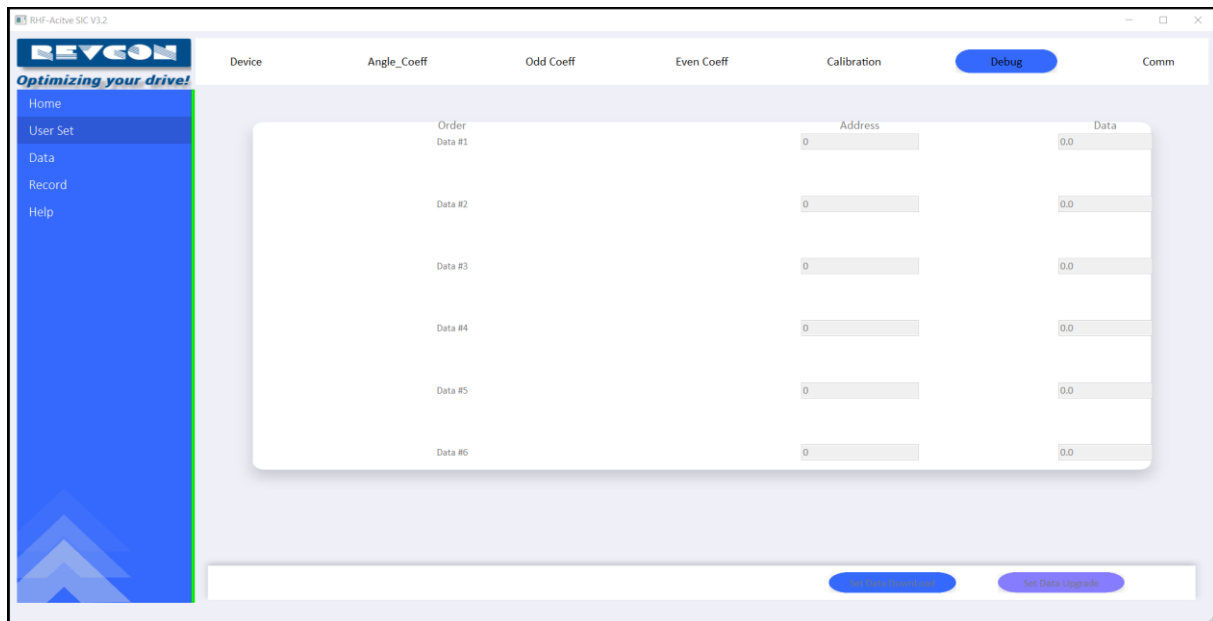 RHF-Acitve SIC V3.2
REVCON
Optimizing your drive!
Device Angle_Coeff Odd Coeff Even Coeff Calibration Debug Comm
Home
User Set
Data
Record
Help
Order Address Data
Data #1 0 0.0
Data #2 0 0.0
Data #3 0 0.0
Data #4 0 0.0
Data #5 0 0.0
Data #6 0 0.0
Set Data DownLoad Set Data Upgrade